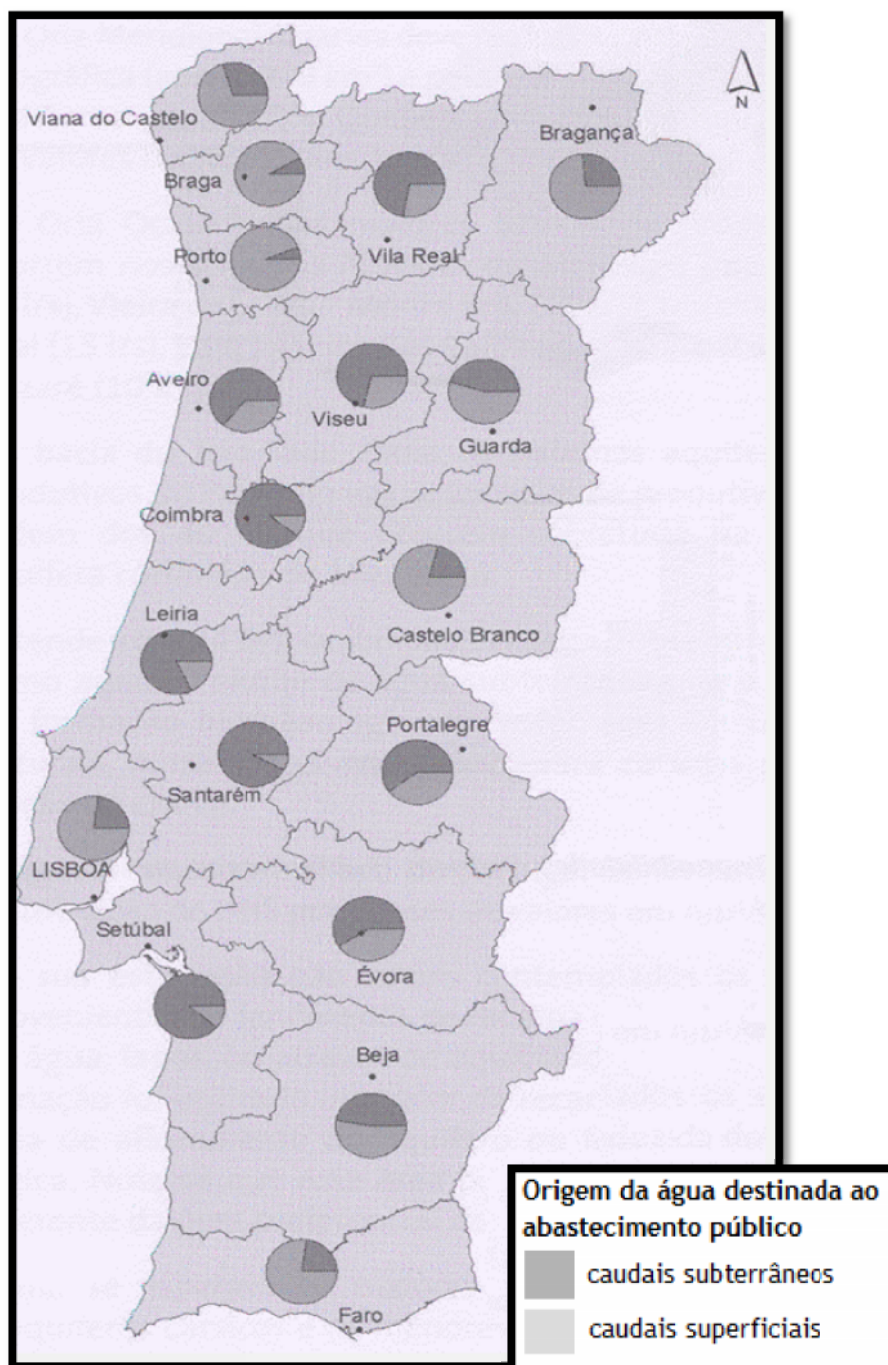 N
Viana do Castelo
Bragança
Braga
Porto
Vila Real
Aveiro
Viseu
Guarda
Coimbra
Castelo Branco
Leiria
Portalegre
Santarém
LISBOA
Setúbal
Évora
Beja
Faro
Origem da água destinada ao
abastecimento público
caudais subterrâneos
caudais superficiais